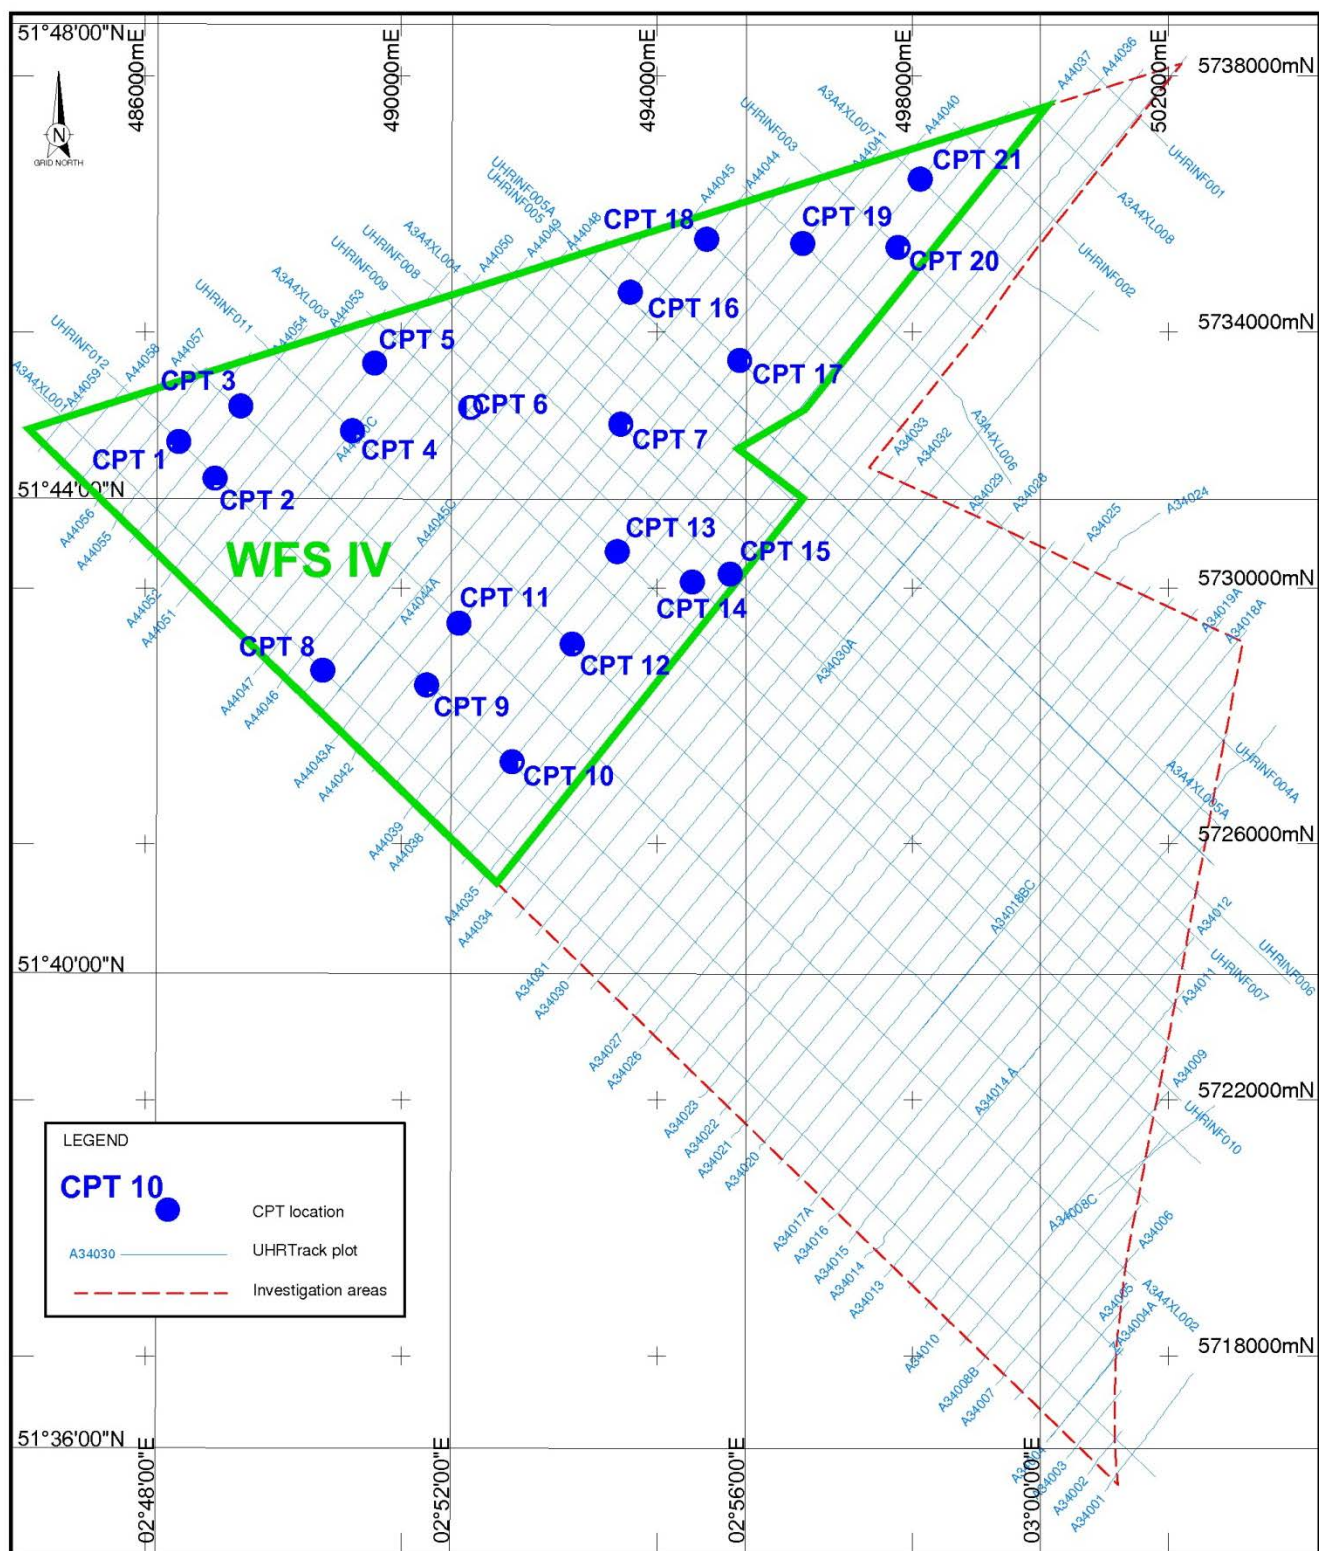 51°48'00"N
486000mE
490000mE
494000mE
498000mE
502000mE
5738000mN
N
GRID NORTH
A44037
A44036
UHRINF003
A3A4XL007
A44040
A44041
UHRINF001
CPT 21
UHRINF005A
UHRINF005
A44045
A44044
A3A4XL008
CPT 18
CPT 19
A44048
A44049
A44050
A3A4XL004
UHRINF008
UHRINF009
UHRINF002
CPT 20
CPT 16
A3A4XL003
A44053
A44054
UHRINF011
5734000mN
CPT 5
CPT 17
UHRINF012
A44058
A44057
A44059
A3A4XL001
CPT 3
CPT 6
CPT 7
CPT 4
CPT 1
A34033
A34032
A3A4XL006
CPT 2
51°44'00"N
A34029
A34028
A34025
A34024
A44056
A44055
A44045C
WFS IV
CPT 13
CPT 15
5730000mN
A44052
A44051
A44044A
CPT 11
CPT 14
A34019A
A34018A
A34030A
CPT 8
CPT 12
A44047
A44046
CPT 9
A44043A
A44042
CPT 10
UHRINF004A
A3A4XL005A
5726000mN
A44039
A44038
A44035
A44034
A34018BC
A34012
51°40'00"N
A34031
A34030
UHRINF006
UHRINF007
A34011
A34027
A34026
A34009
A34014 A
5722000mN
A34023
A34022
A34021
A34020
UHRINF010
LEGEND
CPT 10
CPT location
A34030
UHRTrack plot
Investigation areas
A34008C
A34006
A34017A
A34016
A34015
A34014
A34013
A34005
A3A4XL002
A34010
5718000mN
A34008B
A34007
51°36'00"N
A34004
A34003
A34002
A34001
02°48'00"E
02°52'00"E
02°56'00"E
03°00'00"E